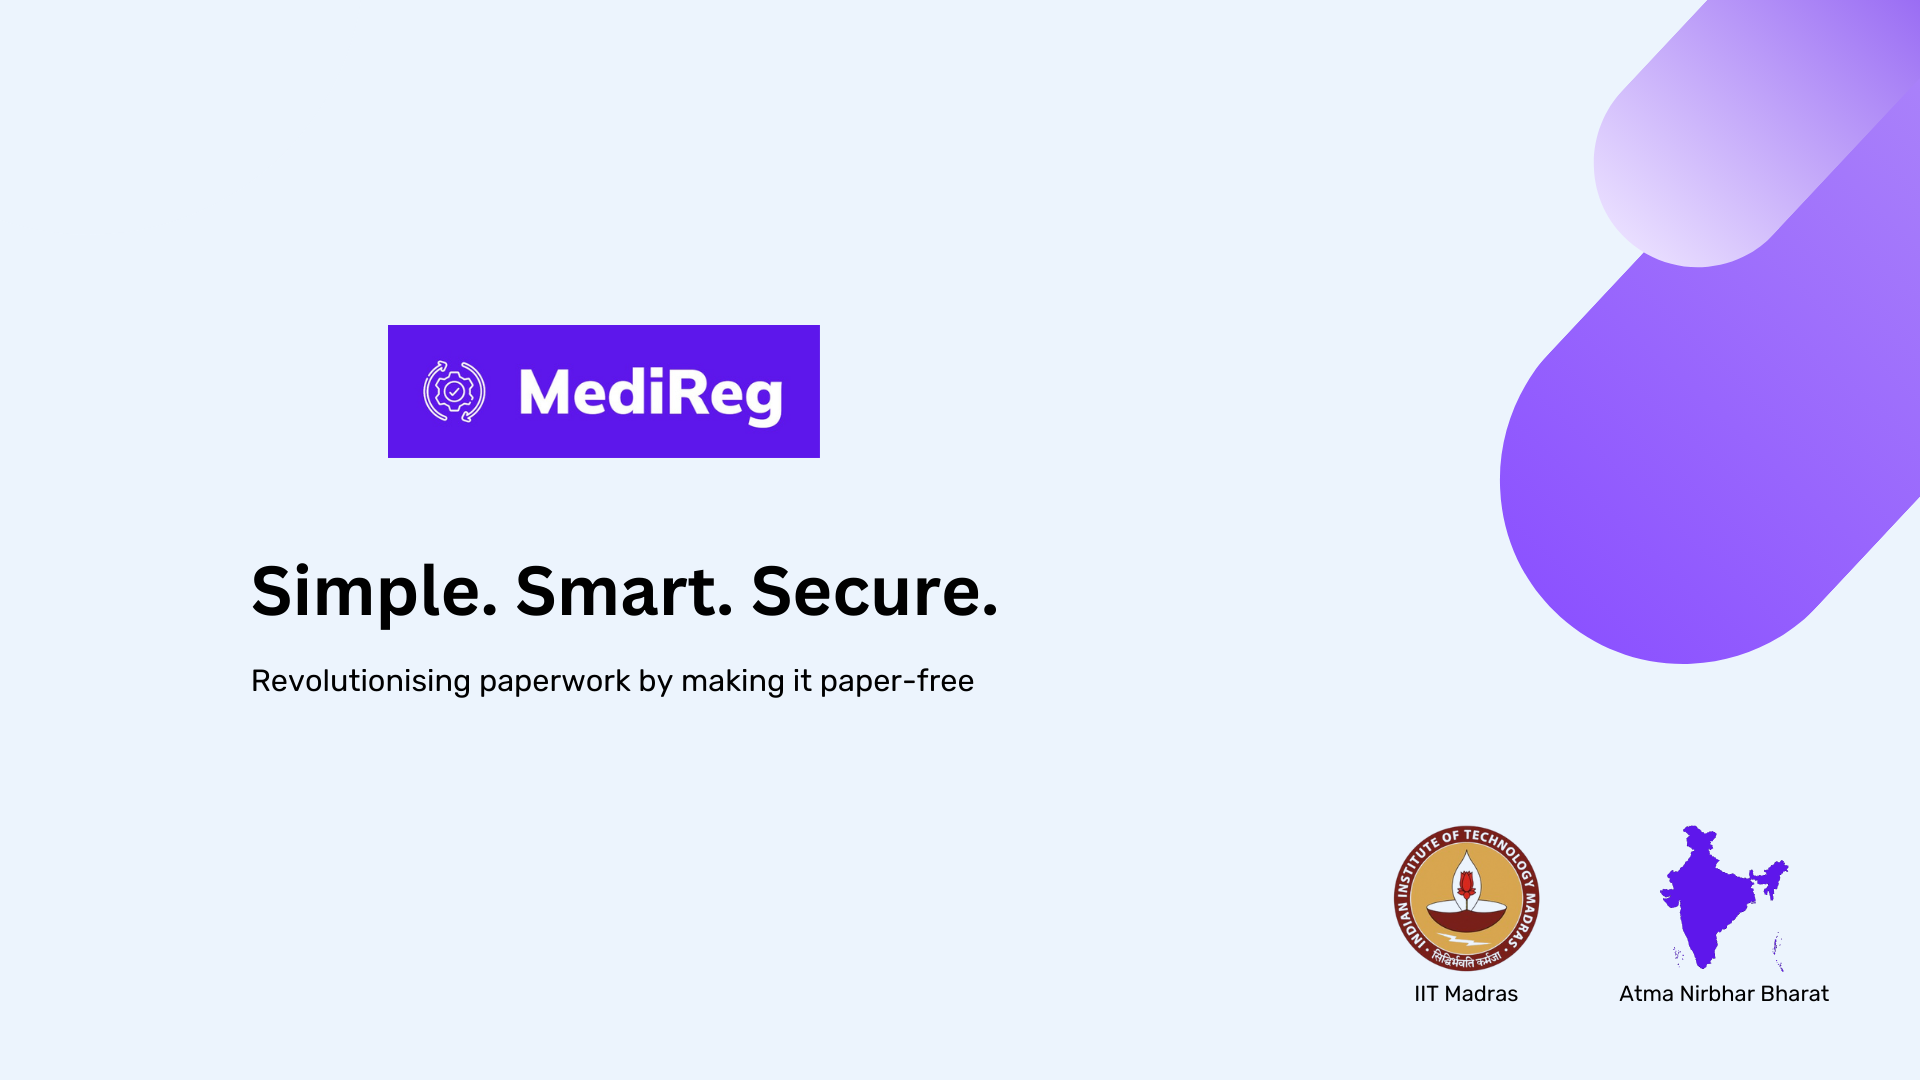 MediReg
Simple. Smart. Secure.
Revolutionising paperwork by making it paper-free
INDIAN INSTITUTE OF TECHNOLOGY MADRAS
सिद्धिर्भवति कर्मजा
IIT Madras
Atma Nirbhar Bharat